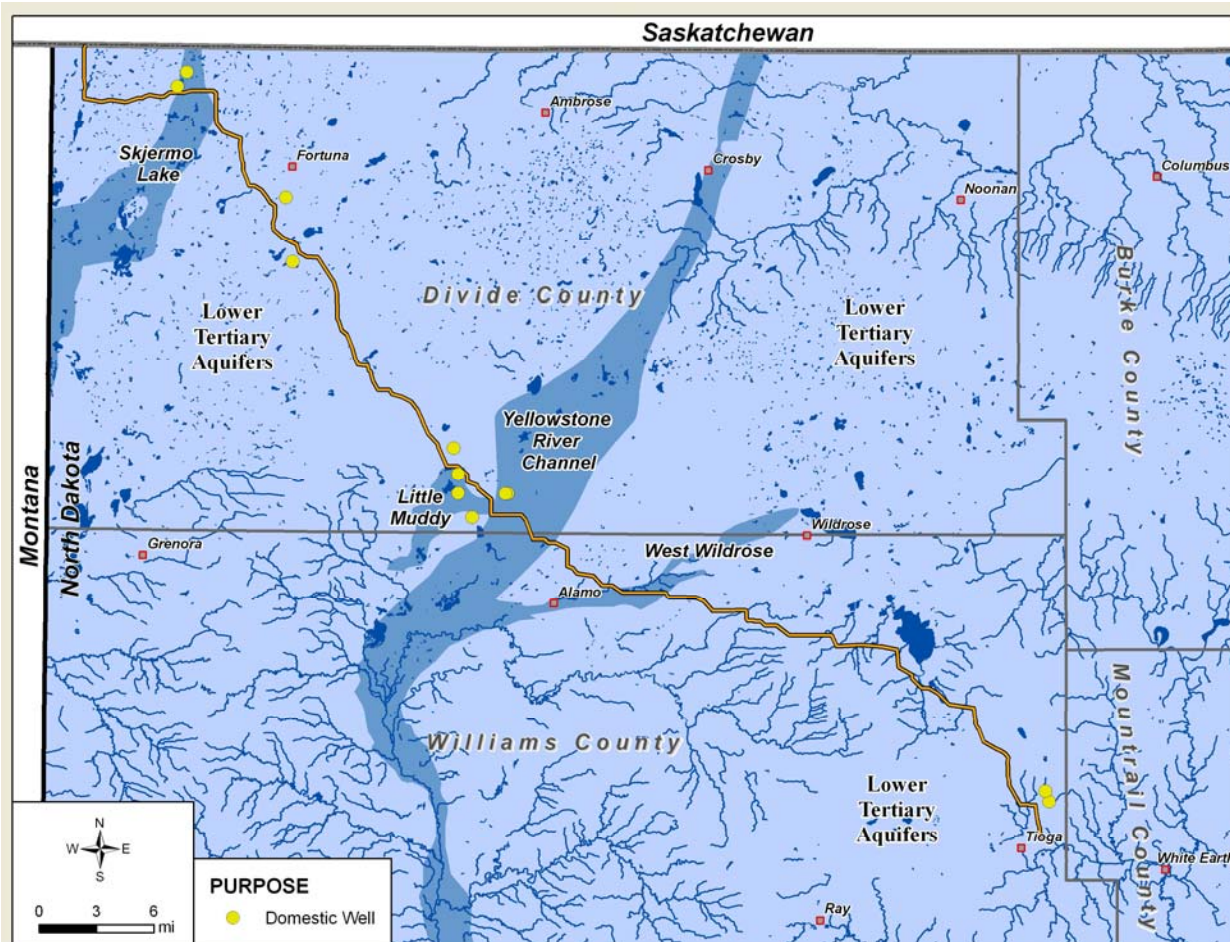 Saskatchewan
Montana
North Dakota
Ambrose
Skjermo
Lake
Fortuna
Crosby
Noonan
Columbus
Divide County
Burke County
Lower
Tertiary
Aquifers
Lower
Tertiary
Aquifers
Yellowstone
River
Channel
Little
Muddy
Grenora
West Wildrose
Wildrose
Alamo
Williams County
Mountrail County
Lower
Tertiary
Aquifers
Tioga
White Earth
Ray
N
W E
S
0 3 6
mi
PURPOSE
Domestic Well